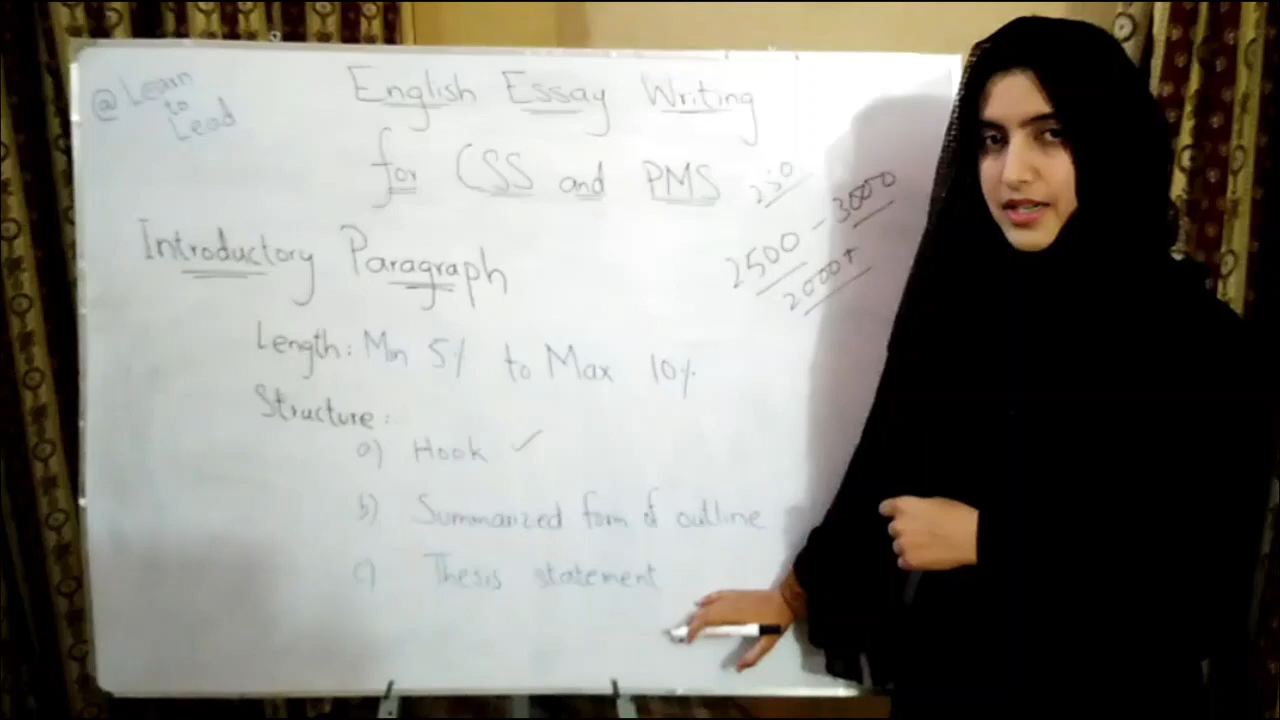 @ Learn
to
Lead
English Essay Writing
for CSS and PMS
250
2500 - 3000
2000+
Introductory Paragraph
Length: Min 5% to Max 10%
Structure:
a) Hook ✓
b) Summarized form of outline
c) Thesis statement